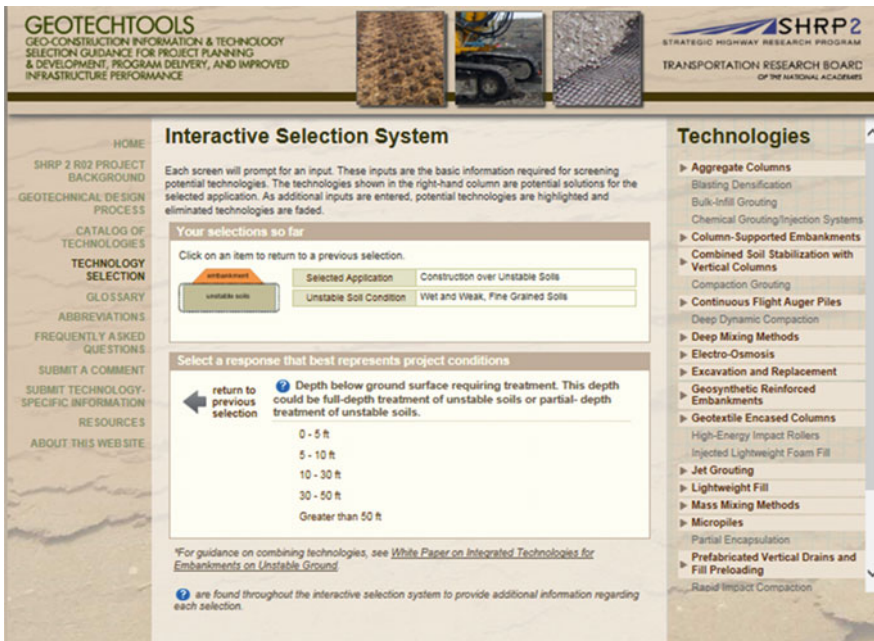 GEOTECHTOOLS
GEO-CONSTRUCTION INFORMATION & TECHNOLOGY
SELECTION GUIDANCE FOR PROJECT PLANNING
& DEVELOPMENT, PROGRAM DELIVERY, AND IMPROVED
INFRASTRUCTURE PERFORMANCE
SHRP2
STRATEGIC HIGHWAY RESEARCH PROGRAM
TRANSPORTATION RESEARCH BOARD
OF THE NATIONAL ACADEMIES
HOME
SHRP 2 R02 PROJECT
BACKGROUND
GEOTECHNICAL DESIGN
PROCESS
CATALOG OF
TECHNOLOGIES
TECHNOLOGY
SELECTION
GLOSSARY
ABBREVIATIONS
FREQUENTLY ASKED
QUESTIONS
SUBMIT A COMMENT
SUBMIT TECHNOLOGY-
SPECIFIC INFORMATION
RESOURCES
ABOUT THIS WEBSITE
Interactive Selection System
Each screen will prompt for an input. These inputs are the basic information required for screening
potential technologies. The technologies shown in the right-hand column are potential solutions for the
selected application. As additional inputs are entered, potential technologies are highlighted and
eliminated technologies are faded.
Your selections so far
Click on an item to return to a previous selection.
embankment
unstable soils
Selected Application Construction over Unstable Soils
Unstable Soil Condition Wet and Weak, Fine Grained Soils
Select a response that best represents project conditions
return to
previous
selection
Depth below ground surface requiring treatment. This depth
could be full-depth treatment of unstable soils or partial- depth
treatment of unstable soils.
0 - 5 ft
5 - 10 ft
10 - 30 ft
30 - 50 ft
Greater than 50 ft
*For guidance on combining technologies, see White Paper on Integrated Technologies for
Embankments on Unstable Ground.
? are found throughout the interactive selection system to provide additional information regarding
each selection.
Technologies
Aggregate Columns
Blasting Densification
Bulk-Infill Grouting
Chemical Grouting/Injection Systems
Column-Supported Embankments
Combined Soil Stabilization with
Vertical Columns
Compaction Grouting
Continuous Flight Auger Piles
Deep Dynamic Compaction
Deep Mixing Methods
Electro-Osmosis
Excavation and Replacement
Geosynthetic Reinforced
Embankments
Geotextile Encased Columns
High-Energy Impact Rollers
Injected Lightweight Foam Fill
Jet Grouting
Lightweight Fill
Mass Mixing Methods
Micropiles
Partial Encapsulation
Prefabricated Vertical Drains and
Fill Preloading
Rapid Impact Compaction